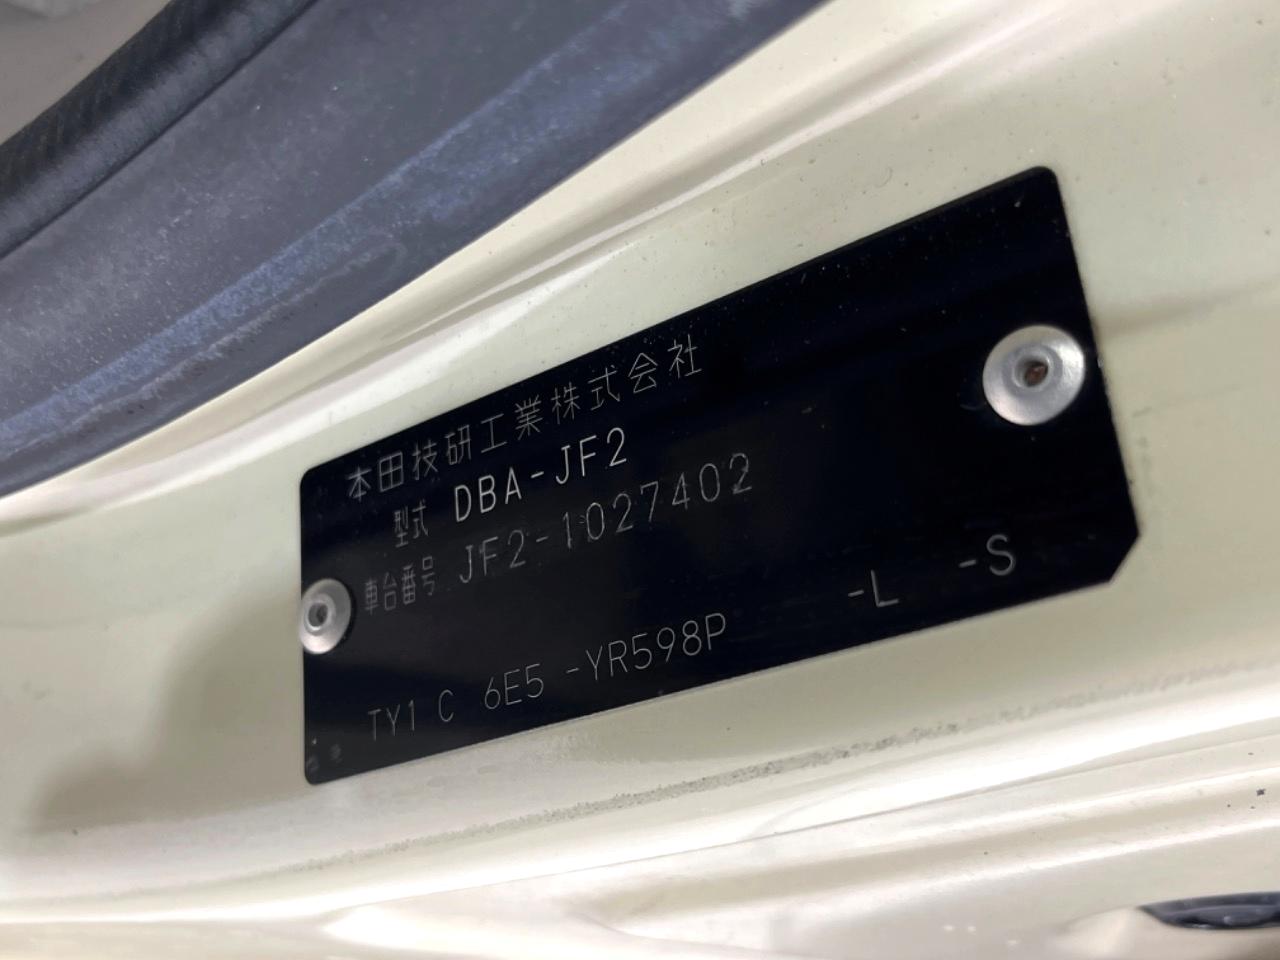 本田技研工業株式会社
型式 DBA-JF2
車台番号 JF2-1027402
TY1 C 6E5 -YR598P -L -S